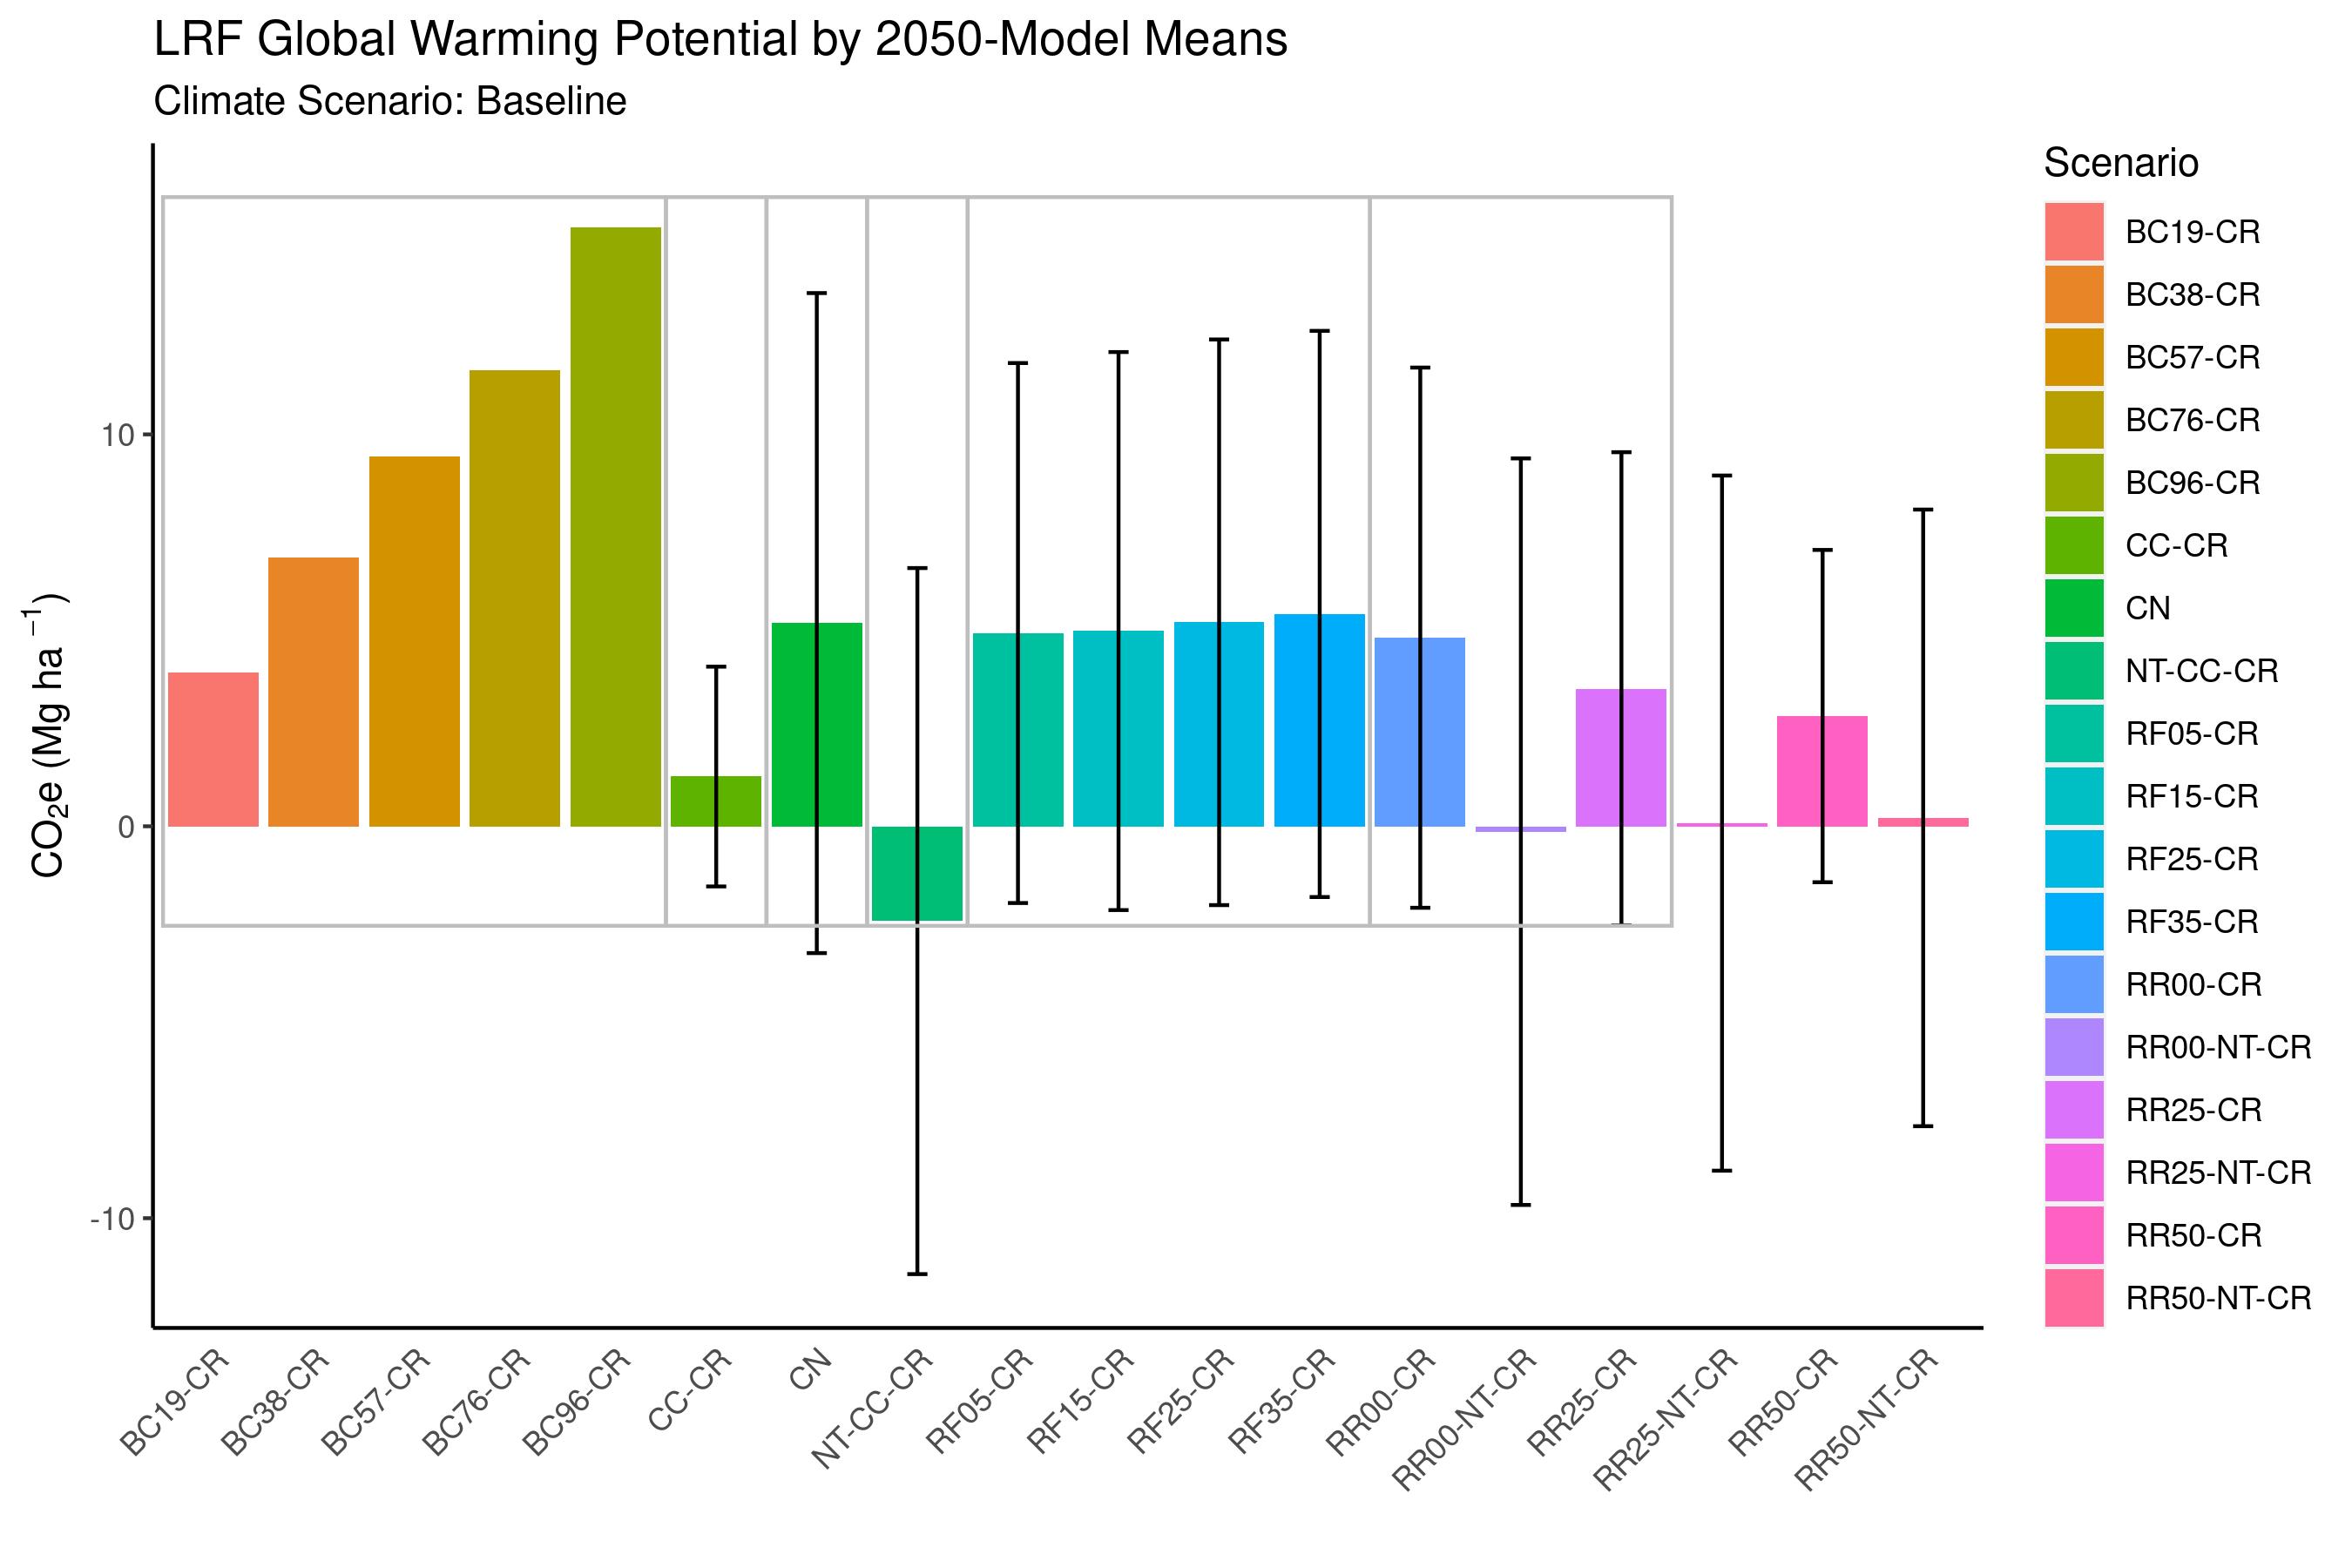 LRF Global Warming Potential by 2050-Model Means
Climate Scenario: Baseline
CO₂e (Mg ha ⁻¹)
10
0
-10
BC19-CR
BC38-CR
BC57-CR
BC76-CR
BC96-CR
CC-CR
CN
NT-CC-CR
RF05-CR
RF15-CR
RF25-CR
RF35-CR
RR00-CR
RR00-NT-CR
RR25-CR
RR25-NT-CR
RR50-CR
RR50-NT-CR
Scenario
BC19-CR
BC38-CR
BC57-CR
BC76-CR
BC96-CR
CC-CR
CN
NT-CC-CR
RF05-CR
RF15-CR
RF25-CR
RF35-CR
RR00-CR
RR00-NT-CR
RR25-CR
RR25-NT-CR
RR50-CR
RR50-NT-CR